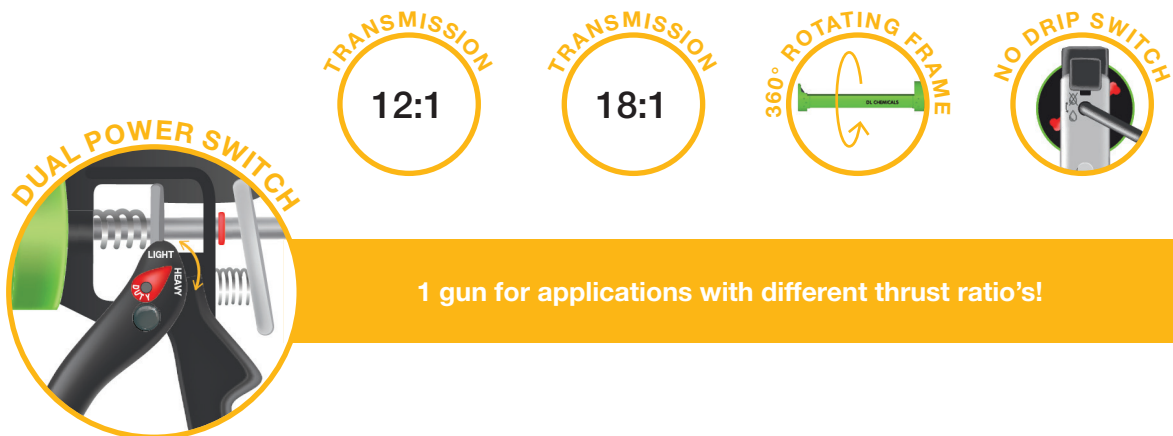 TRANSMISSION
12:1
TRANSMISSION
18:1
360° ROTATING FRAME
DL CHEMICALS
NO DRIP SWITCH
DUAL POWER SWITCH
LIGHT
HEAVY
DUTY
1 gun for applications with different thrust ratio's!